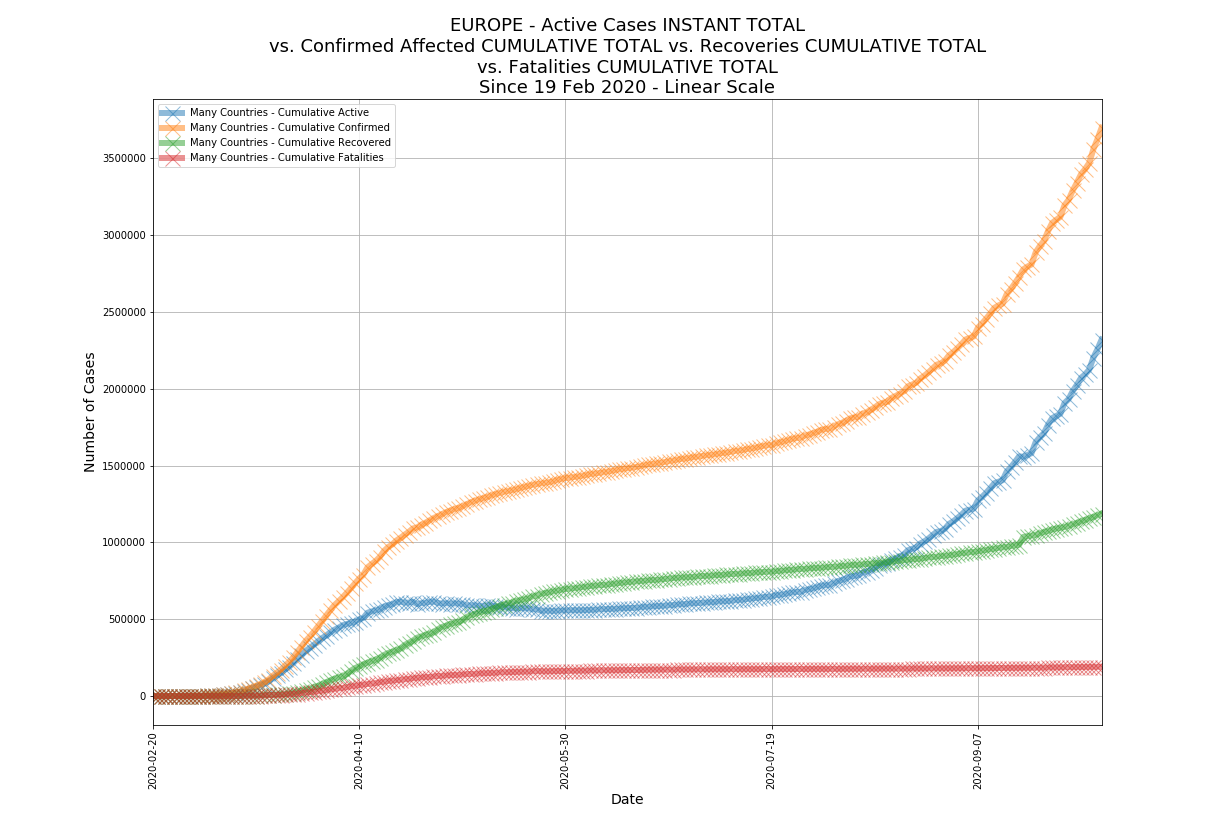 EUROPE - Active Cases INSTANT TOTAL
vs. Confirmed Affected CUMULATIVE TOTAL vs. Recoveries CUMULATIVE TOTAL
vs. Fatalities CUMULATIVE TOTAL
Since 19 Feb 2020 - Linear Scale
Many Countries - Cumulative Active
Many Countries - Cumulative Confirmed
Many Countries - Cumulative Recovered
Many Countries - Cumulative Fatalities
Number of Cases
3500000
3000000
2500000
2000000
1500000
1000000
500000
0
2020-02-20
2020-04-10
2020-05-30
2020-07-19
2020-09-07
Date